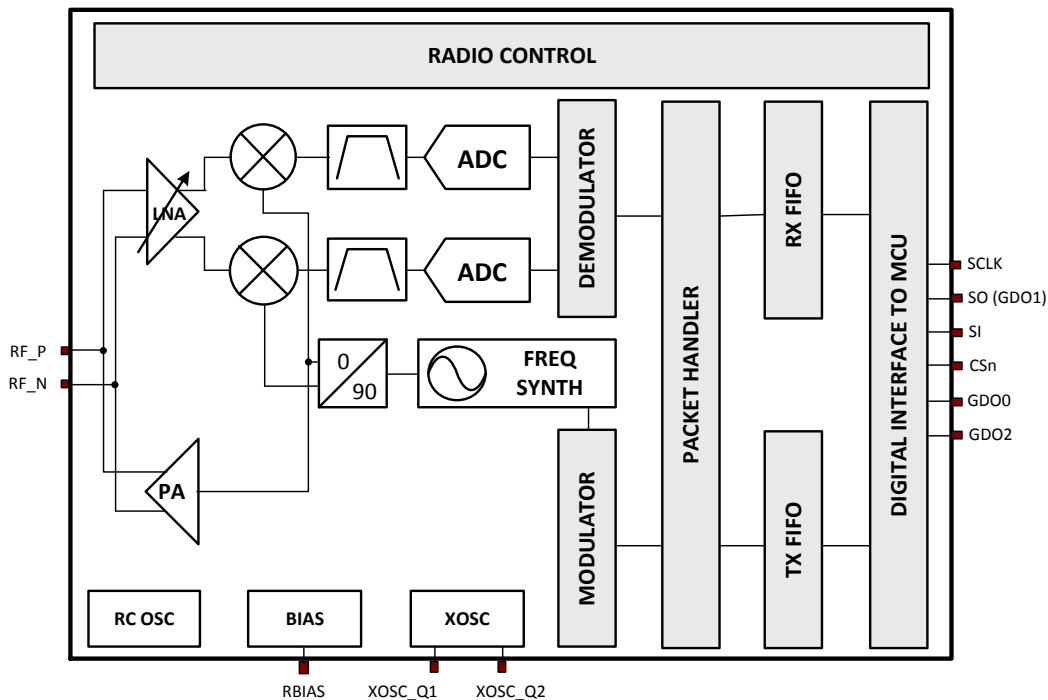 RADIO CONTROL
LNA
ADC
ADC
DEMODULATOR
PACKET HANDLER
RX FIFO
DIGITAL INTERFACE TO MCU
SCLK
SO (GDO1)
SI
CSn
GDO0
GDO2
RF_P
RF_N
0
90
FREQ
SYNTH
PA
MODULATOR
TX FIFO
RC OSC
BIAS
XOSC
RBIAS
XOSC_Q1
XOSC_Q2